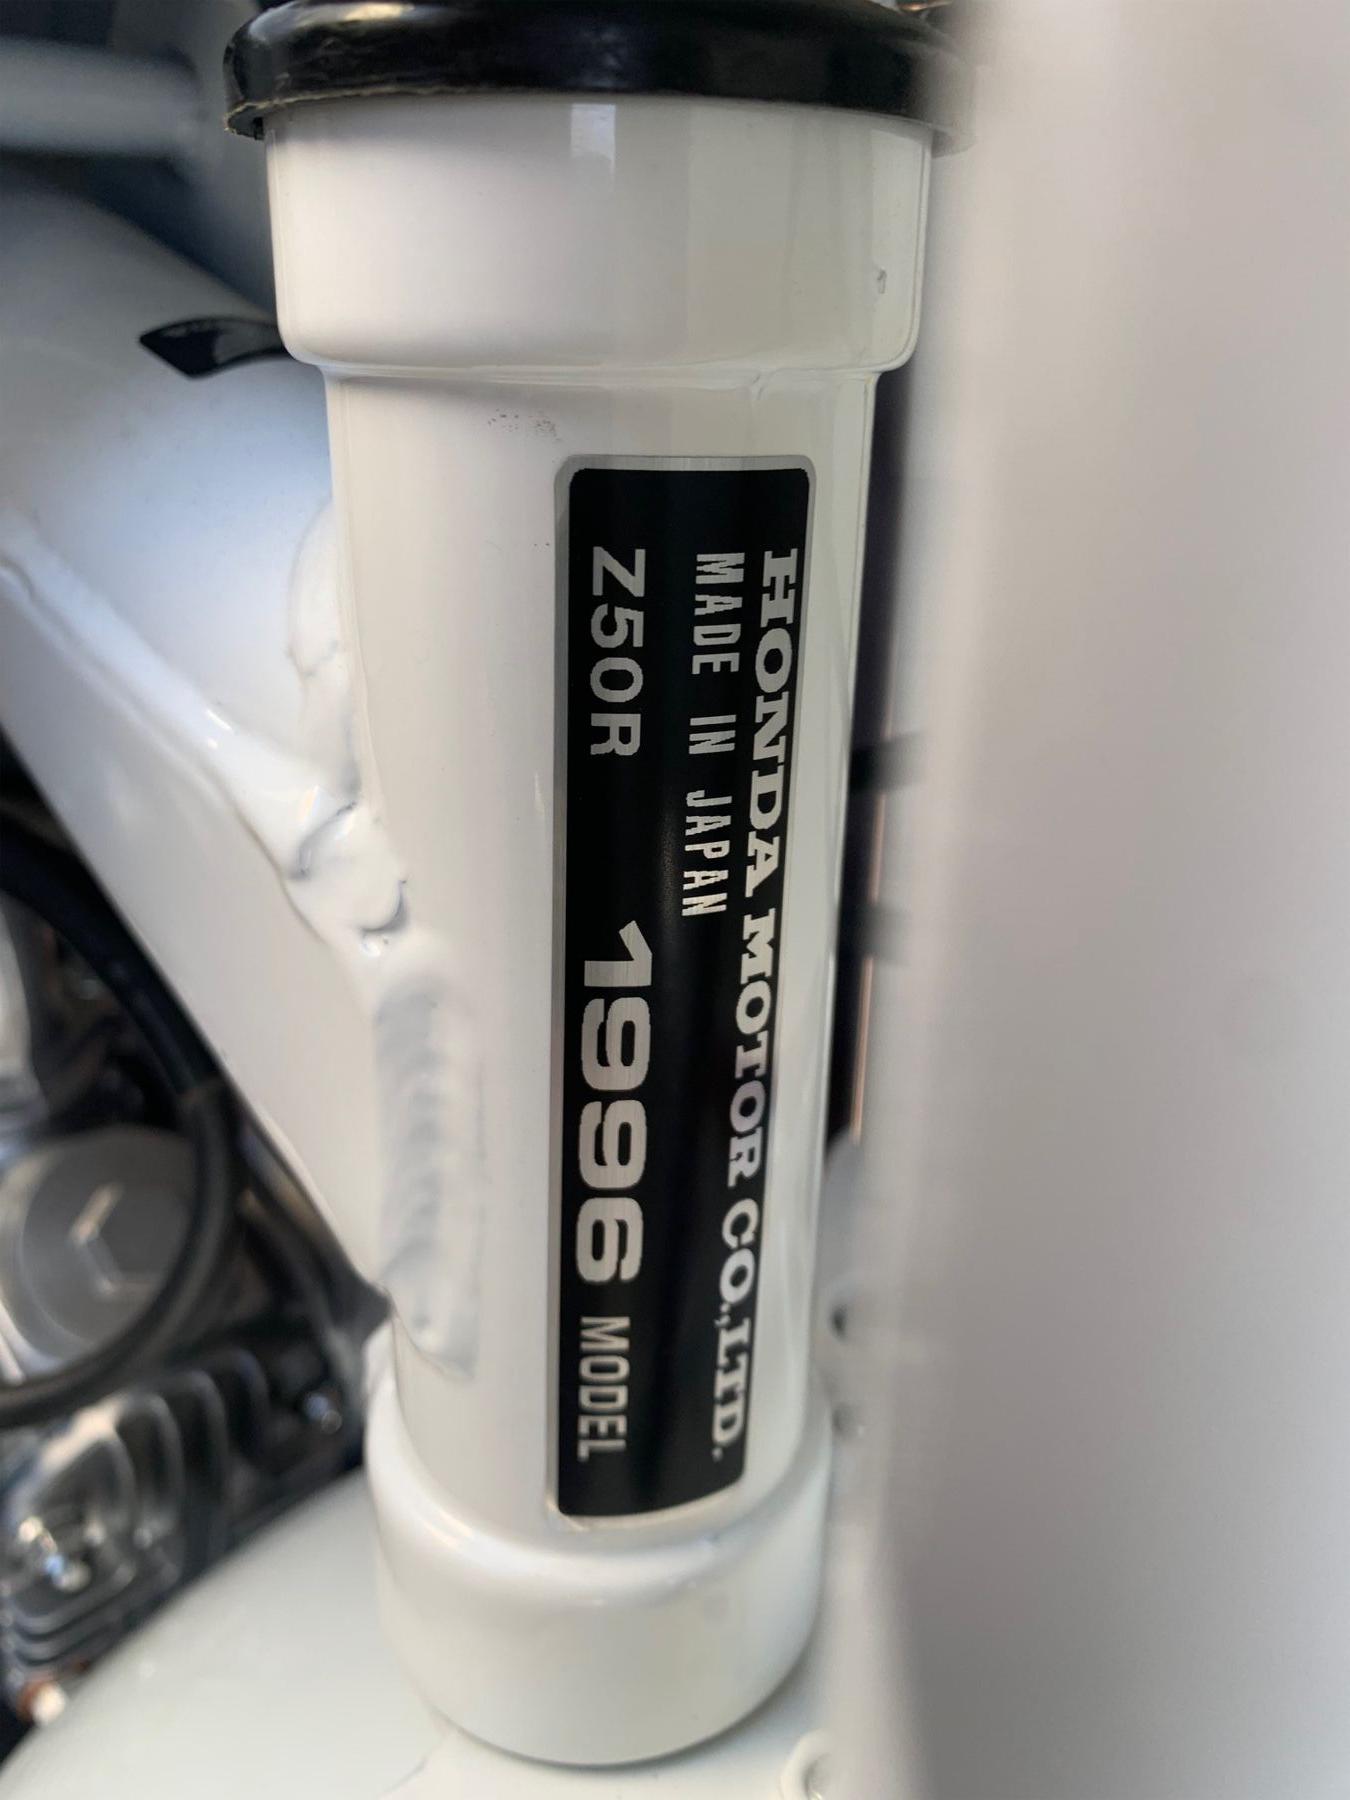 HONDA MOTOR CO.,LTD.
MADE IN JAPAN
Z50R 1996 MODEL